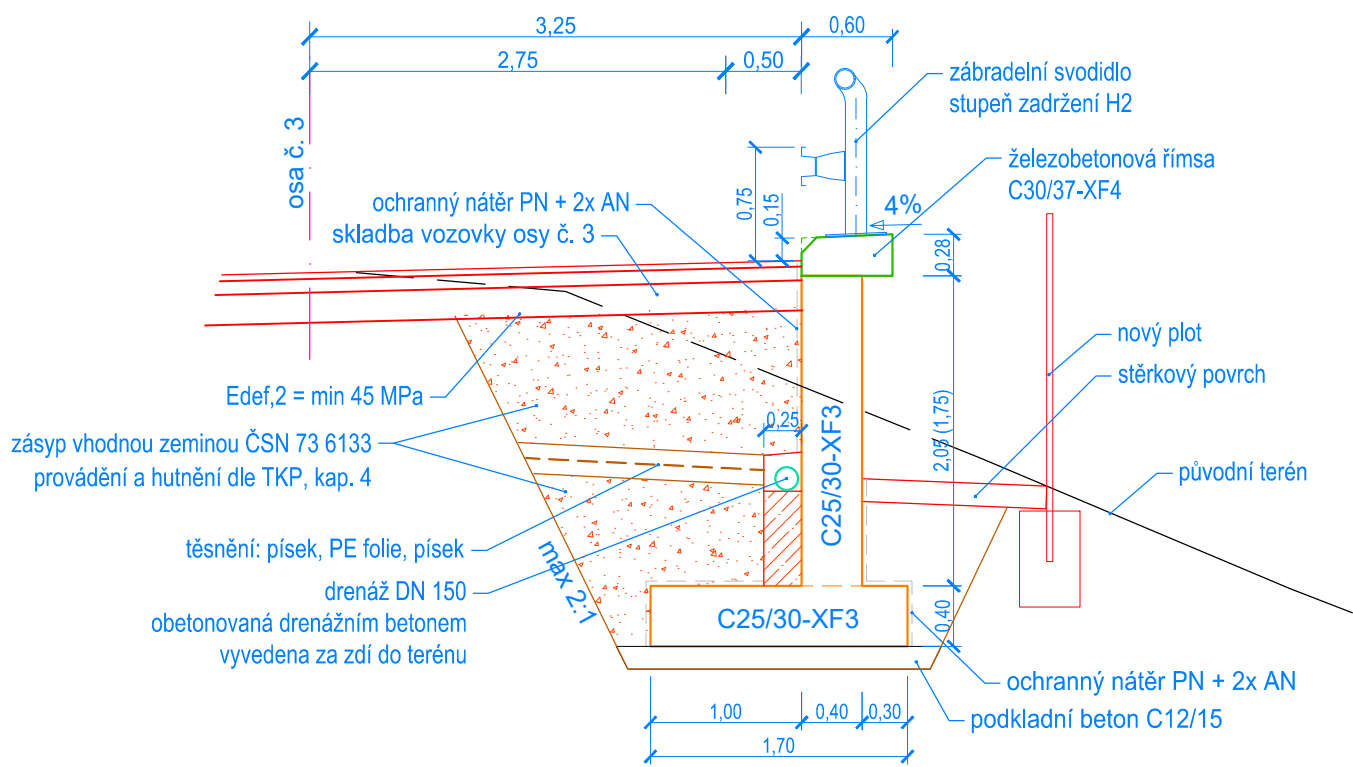 3,25
0,60
2,75
0,50
zábradelní svodidlo
stupeň zadržení H2
osa č. 3
železobetonová římsa
C30/37-XF4
ochranný nátěr PN + 2x AN
skladba vozovky osy č. 3
0,75
0,15
4%
0,28
nový plot
stěrkový povrch
Edef,2 = min 45 MPa
0,25
zásyp vhodnou zeminou ČSN 73 6133
provádění a hutnění dle TKP, kap. 4
C25/30-XF3
2,05 (1,75)
původní terén
těsnění: písek, PE folie, písek
max 2:1
drenáž DN 150
obetonovaná drenážním betonem
vyvedena za zdí do terénu
C25/30-XF3
0,40
ochranný nátěr PN + 2x AN
podkladní beton C12/15
1,00
0,40
0,30
1,70